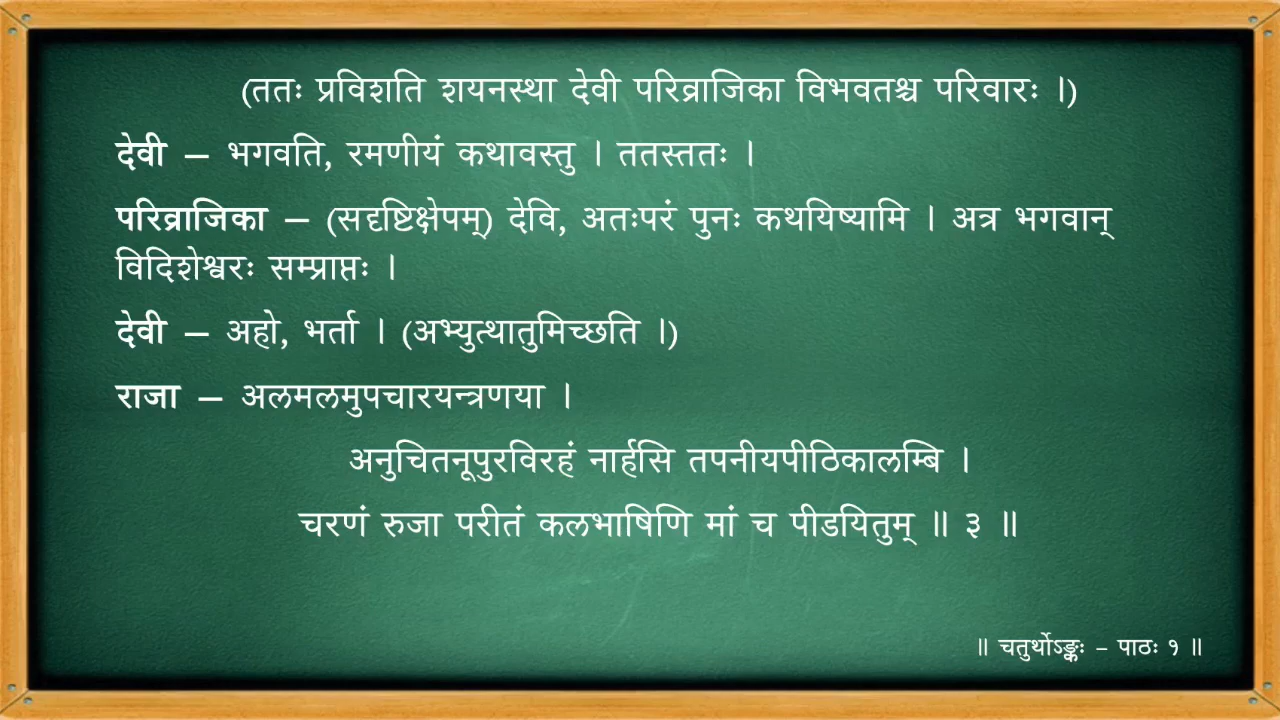 (ततः प्रविशति शयनस्था देवी परिव्राजिका विभवतश्च परिवारः ।)
देवी – भगवति, रमणीयं कथावस्तु । ततस्ततः ।
परिव्राजिका – (सदृष्टिक्षेपम्) देवि, अतःपरं पुनः कथयिष्यामि । अत्र भगवान्
विदिशेश्वरः सम्प्राप्तः ।
देवी – अहो, भर्ता । (अभ्युत्थातुमिच्छति ।)
राजा – अलमलमुपचारयन्त्रणया ।
अनुचितनूपुरविरहं नार्हसि तपनीयपीठिकालम्बि ।
चरणं रुजा परीतं कलभाषिणि मां च पीडयितुम् ॥ ३ ॥
॥ चतुर्थोऽङ्कः – पाठः १ ॥